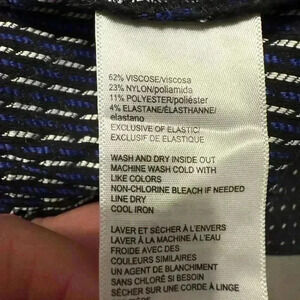 62% VISCOSE/viscosa
23% NYLON/poliamida
11% POLYESTER/poliéster
4% ELASTANE/ÉLASTHANNE/
elastano
EXCLUSIVE OF ELASTIC/
EXCLUSIF DE ELASTIC
WASH AND DRY INSIDE OUT
MACHINE WASH COLD WITH
LIKE COLORS
NON-CHLORINE BLEACH IF NEEDED
LINE DRY
COOL IRON
LAVER ET SÉCHER À L'ENVERS
LAVER À LA MACHINE À L'EAU
FROIDE AVEC DES
COULEURS SIMILAIRES
UN AGENT DE BLANCHIMENT
SANS CHLORE SI BESOIN
SÉCHER SUR UNE CORDE À LINGE